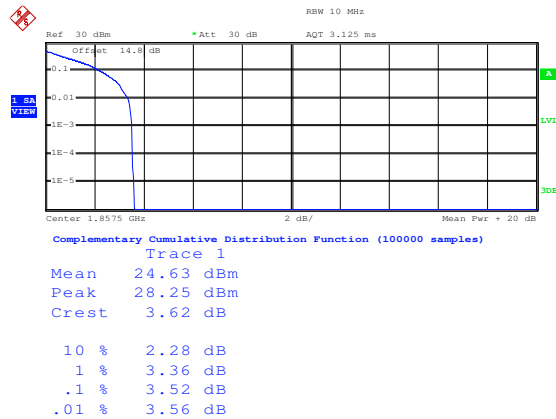 RBW 10 MHz
Ref 30 dBm *Att 30 dB AQT 3.125 ms
Offset 14.8 dB
0.1
0.01
1E-3
1E-4
1E-5
1 SA
VIEW
A
LVL
3DB
Center 1.8575 GHz 2 dB/ Mean Pwr + 20 dB
Complementary Cumulative Distribution Function (100000 samples)
Trace 1
Mean 24.63 dBm
Peak 28.25 dBm
Crest 3.62 dB
10 % 2.28 dB
1 % 3.36 dB
.1 % 3.52 dB
.01 % 3.56 dB